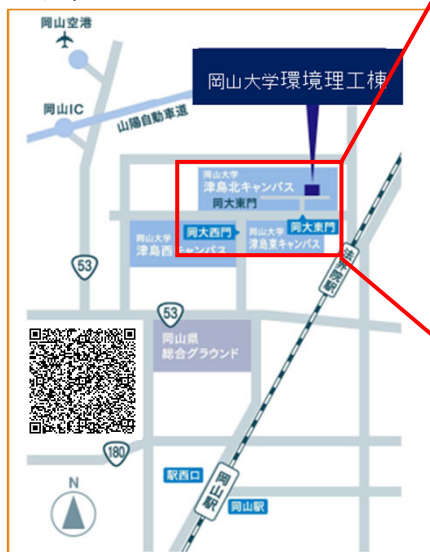 岡山空港
岡山大学環境理工棟
岡山IC
山陽自動車道
岡山大学
津島北キャンパス
岡大東門
岡大西門
岡大東門
岡山大学
津島西キャンパス
岡山大学
津島東キャンパス
法界院駅
53
53
岡山県
総合グラウンド
180
駅西口
岡山駅
岡山駅
N